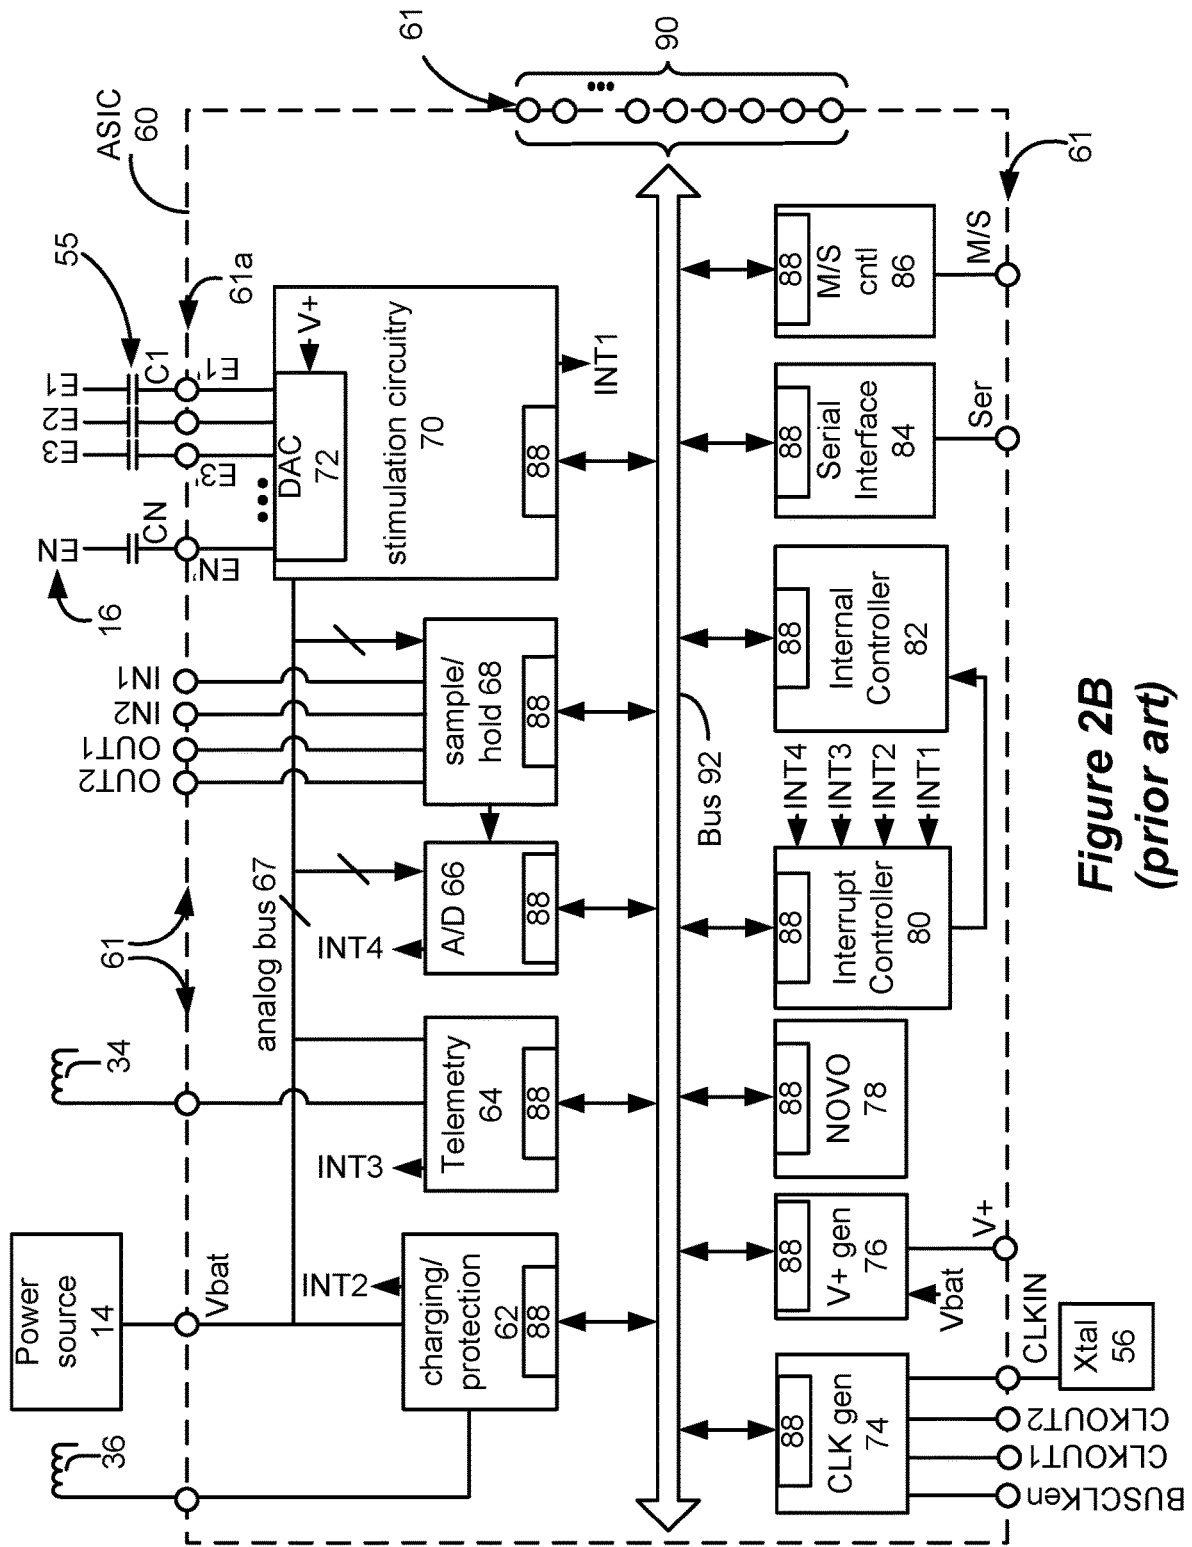 36
Power
source
14
34
16
55
ASIC
60
EN
E3
E2
E1
CN
C1
61
61a
OUT2
OUT1
IN2
IN1
EN'
E3'
E1'
Vbat
analog bus 67
INT2
INT3
INT4
charging/
protection
62
88
Telemetry
64
88
A/D 66
88
sample/
hold 68
88
DAC
72
V+
stimulation circuitry
70
88
INT1
Bus 92
61
90
88
CLK gen
74
88
V+ gen
76
Vbat
88
NOVO
78
88
Interrupt
Controller
80
INT4
INT3
INT2
INT1
88
Internal
Controller
82
88
Serial
Interface
84
88
M/S
cntl
86
BUSCLKen
CLKOUT1
CLKOUT2
CLKIN
Xtal
56
V+
Ser
M/S
61
Figure 2B
(prior art)